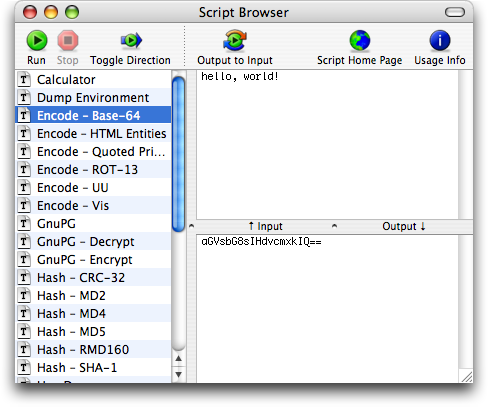 Script Browser
Run Stop Toggle Direction Output to Input Script Home Page Usage Info
Calculator
Dump Environment
Encode – Base-64
Encode – HTML Entities
Encode – Quoted Pri...
Encode – ROT-13
Encode – UU
Encode – Vis
GnuPG
GnuPG – Decrypt
GnuPG – Encrypt
Hash – CRC-32
Hash – MD2
Hash – MD4
Hash – MD5
Hash – RMD160
Hash – SHA-1
hello, world!
↑ Input Output ↓
aGVsbG8sIHdvcmxkIQ==